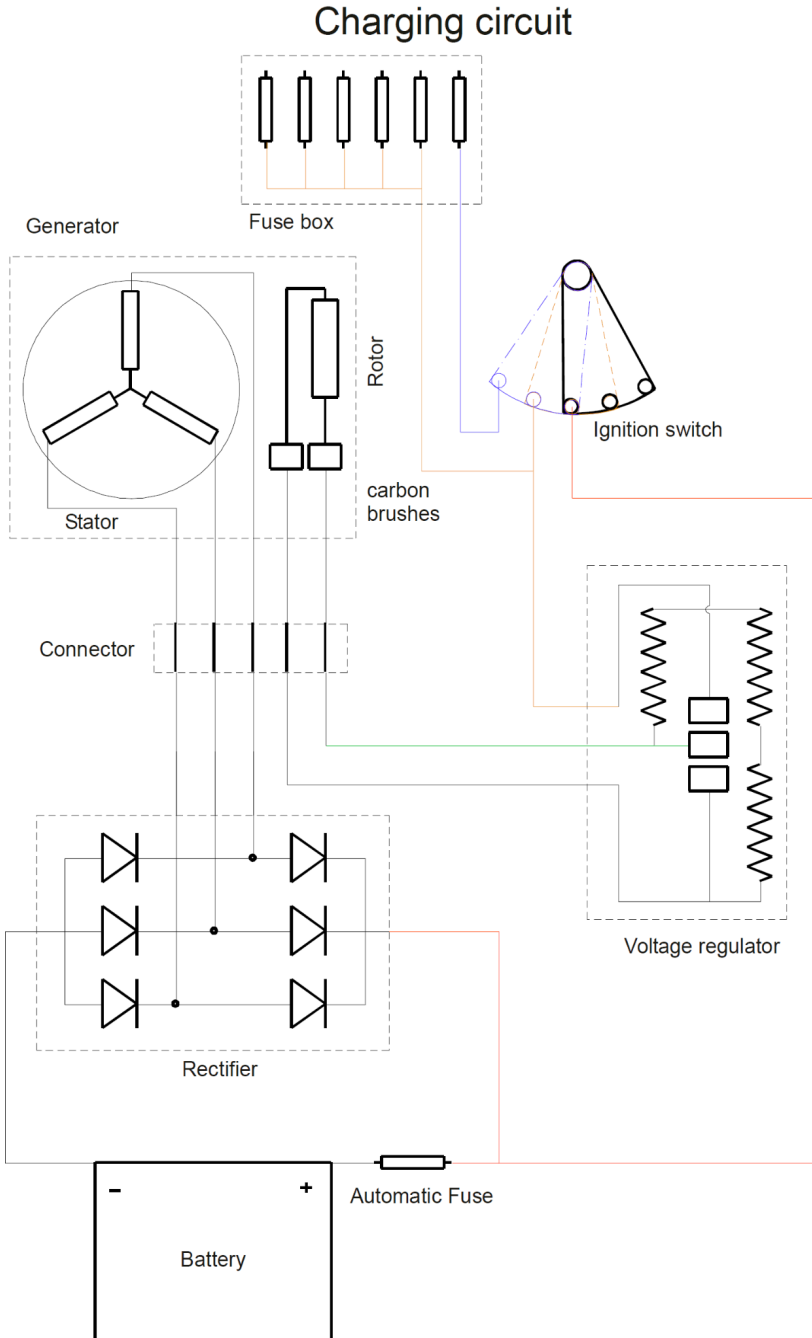 Charging circuit
Fuse box
Generator
Rotor
Ignition switch
carbon
brushes
Stator
Connector
Voltage regulator
Rectifier
Automatic Fuse
–
+
Battery